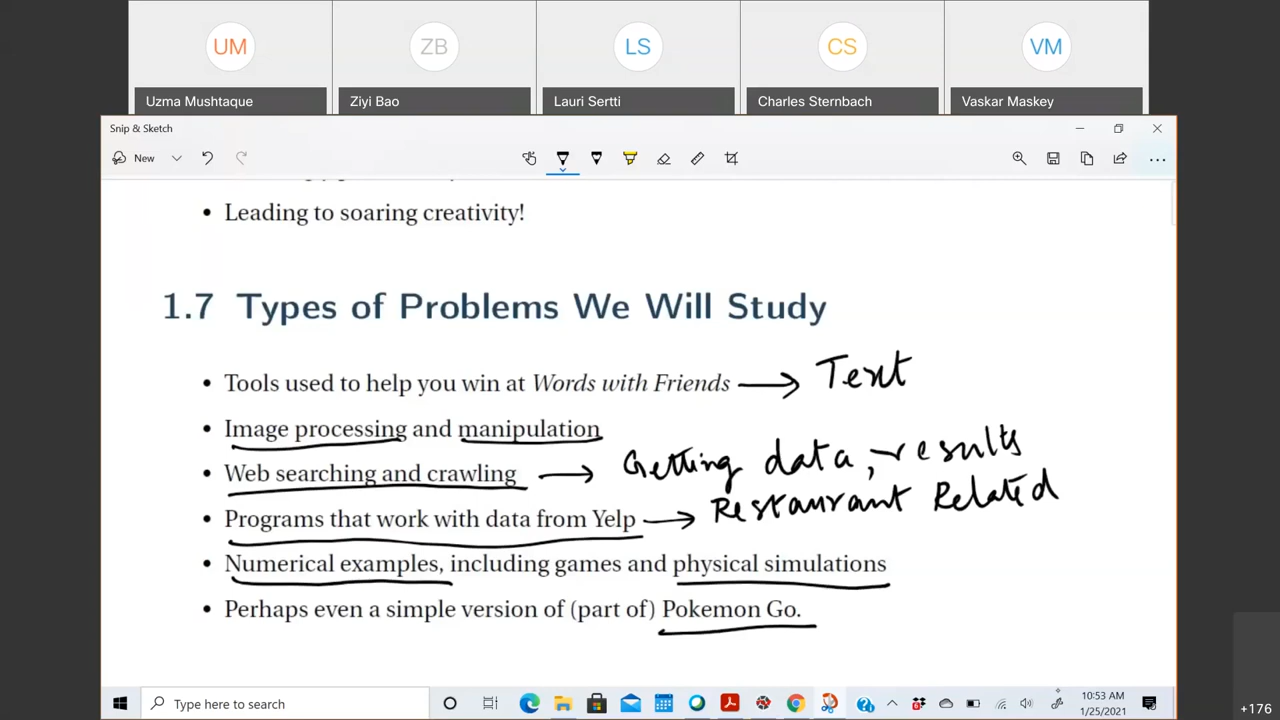 UM
ZB
LS
CS
VM
Uzma Mushtaque
Ziyi Bao
Lauri Sertti
Charles Sternbach
Vaskar Maskey
Snip & Sketch
New
• Leading to soaring creativity!
1.7 Types of Problems We Will Study
• Tools used to help you win at Words with Friends → Text
• Image processing and manipulation
• Web searching and crawling → Getting data, results
• Programs that work with data from Yelp → Restaurant Related
• Numerical examples, including games and physical simulations
• Perhaps even a simple version of (part of) Pokemon Go.
Type here to search
10:53 AM
1/25/2021
+176